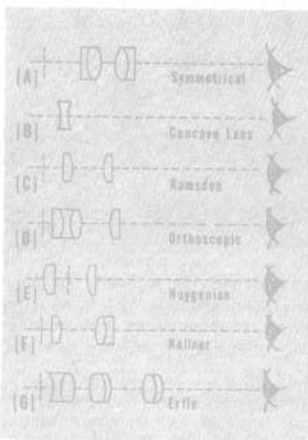 [A] Symmetrical
[B] Concave Lens
[C] Ramsden
[D] Orthoscopic
[E] Huygenian
[F] Kellner
[G] Erfle